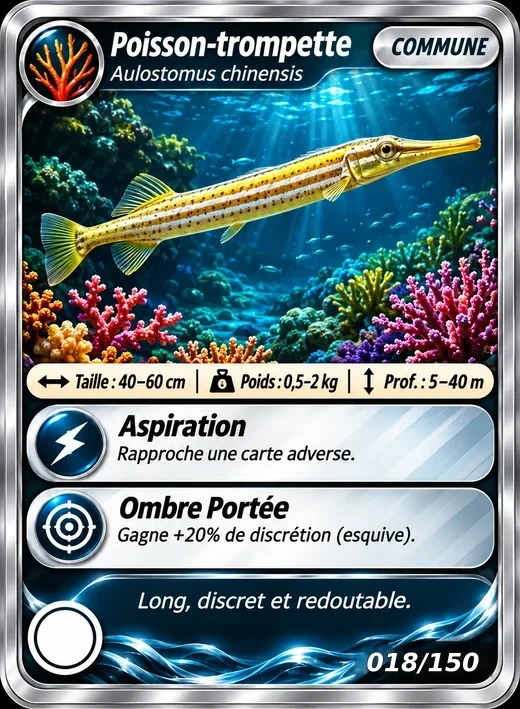 Poisson-trompette
COMMUNE
Aulostomus chinensis
Taille : 40–60 cm | Poids : 0,5–2 kg | Prof. : 5–40 m
Aspiration
Rapproche une carte adverse.
Ombre Portée
Gagne +20% de discrétion (esquive).
Long, discret et redoutable.
018/150